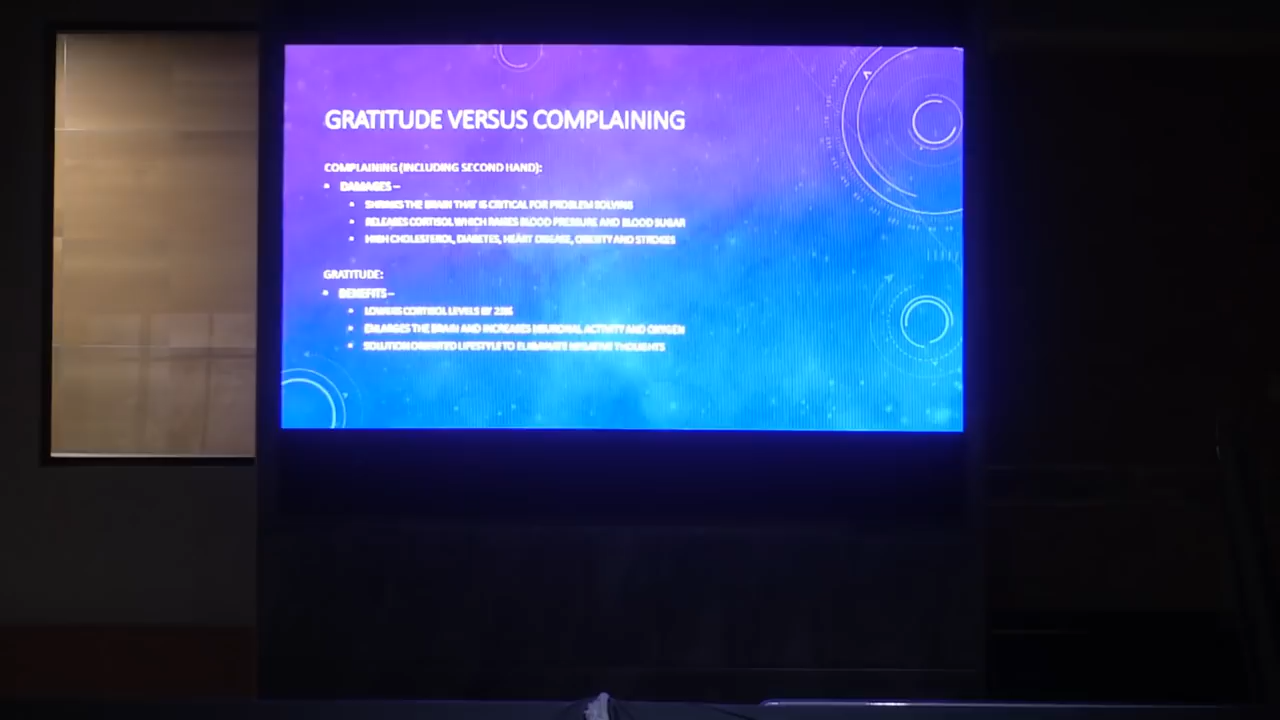 GRATITUDE VERSUS COMPLAINING
COMPLAINING (INCLUDING SECOND HAND):
DAMAGES –
SHRINKS THE BRAIN THAT IS CRITICAL FOR PROBLEM SOLVING
RELEASES CORTISOL WHICH RAISES BLOOD PRESSURE AND BLOOD SUGAR
HIGH CHOLESTEROL, DIABETES, HEART DISEASE, OBESITY AND STROKES
GRATITUDE:
BENEFITS –
LOWERS CORTISOL LEVELS BY 23%
ENLARGES THE BRAIN AND INCREASES NEURONAL ACTIVITY AND OXYGEN
SOLUTION ORIENTED LIFESTYLE TO ELIMINATE NEGATIVE THOUGHTS